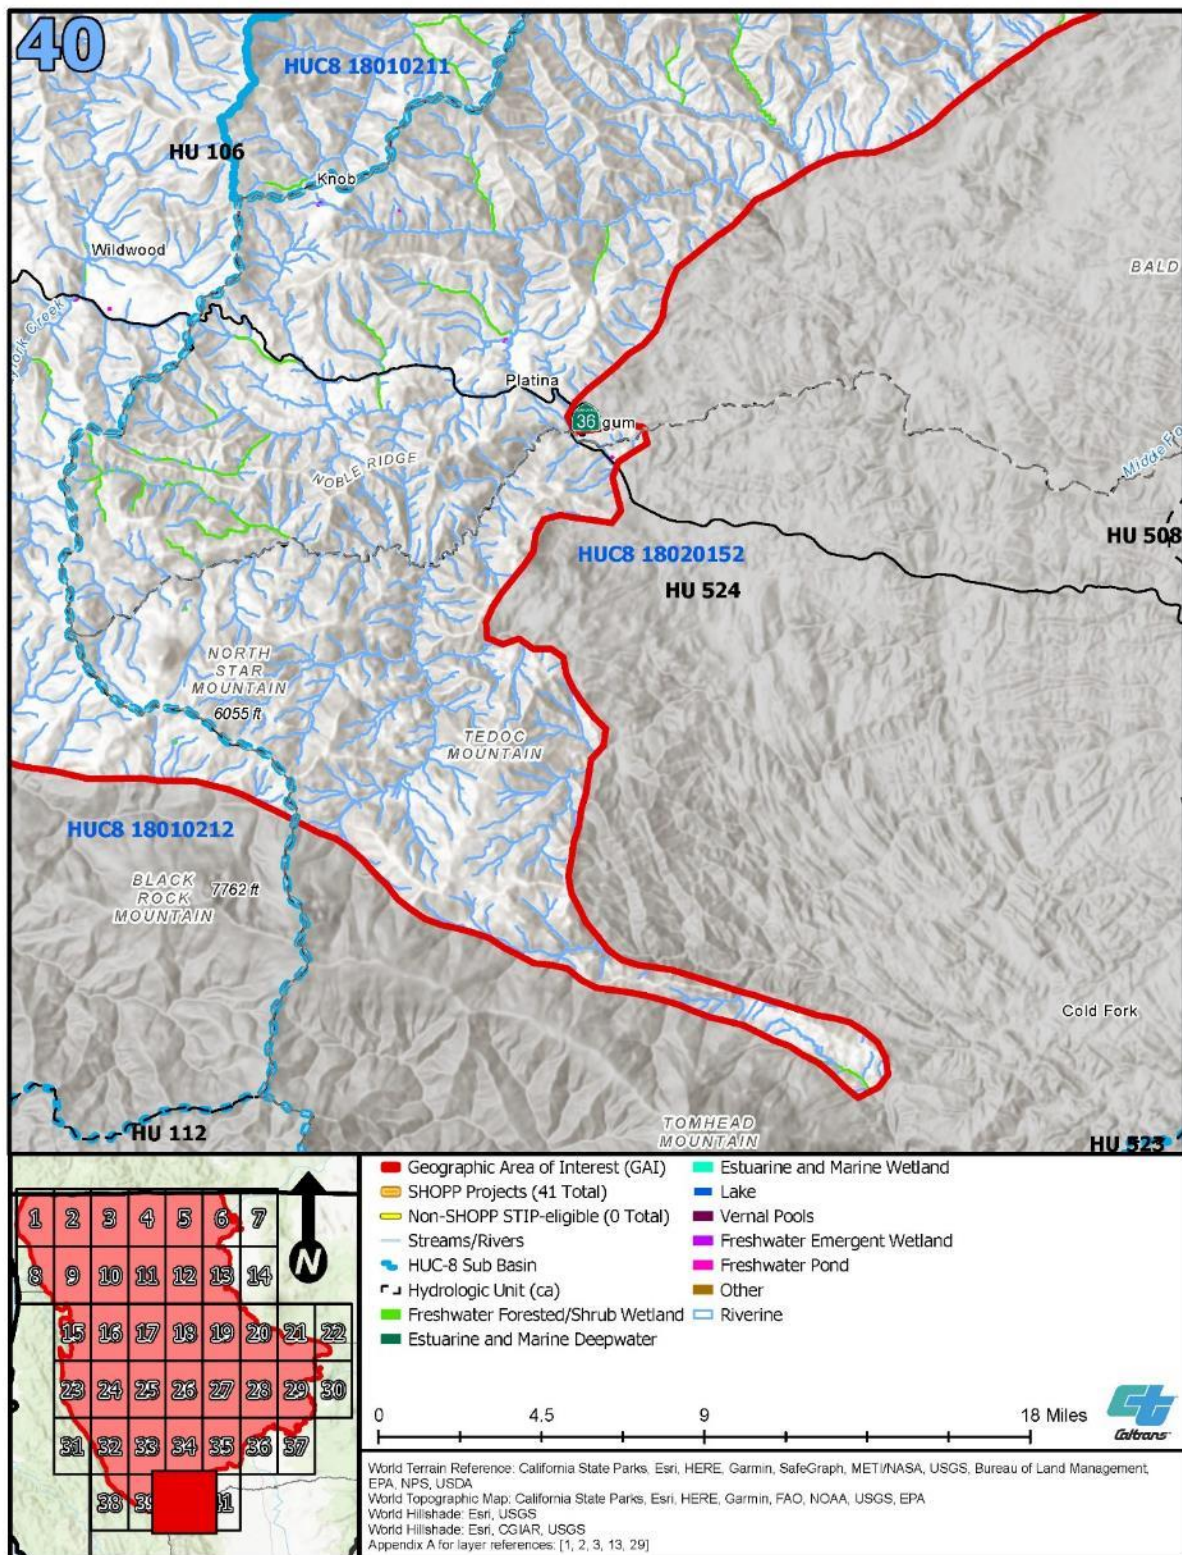 40
HUC8 18010211
HU 106
Knob
Wildwood
BALD
Creek
Platina
36
gum
NOBLE RIDGE
HU 508
HUC8 18020152
HU 524
NORTH
STAR
MOUNTAIN
6055 ft
TEDOC
MOUNTAIN
HUC8 18010212
BLACK
ROCK
MOUNTAIN
7762 ft
Cold Fork
TOMHEAD
MOUNTAIN
HU 112
HU 523
1 2 3 4 5 6 7
8 9 10 11 12 13 14
15 16 17 18 19 20 21 22
23 24 25 26 27 28 29 30
31 32 33 34 35 36 37
38
N
Geographic Area of Interest (GAI)
SHOPP Projects (41 Total)
Non-SHOPP STIP-eligible (0 Total)
Streams/Rivers
HUC-8 Sub Basin
Hydrologic Unit (ca)
Freshwater Forested/Shrub Wetland
Estuarine and Marine Deepwater
Estuarine and Marine Wetland
Lake
Vernal Pools
Freshwater Emergent Wetland
Freshwater Pond
Other
Riverine
0 4.5 9 18 Miles
Caltrans
World Terrain Reference: California State Parks, Esri, HERE, Garmin, SafeGraph, METI/NASA, USGS, Bureau of Land Management,
EPA, NPS, USDA
World Topographic Map: California State Parks, Esri, HERE, Garmin, FAO, NOAA, USGS, EPA
World Hillshade: Esri, USGS
World Hillshade: Esri, CGIAR, USGS
Appendix A for layer references: [1, 2, 3, 13, 29]